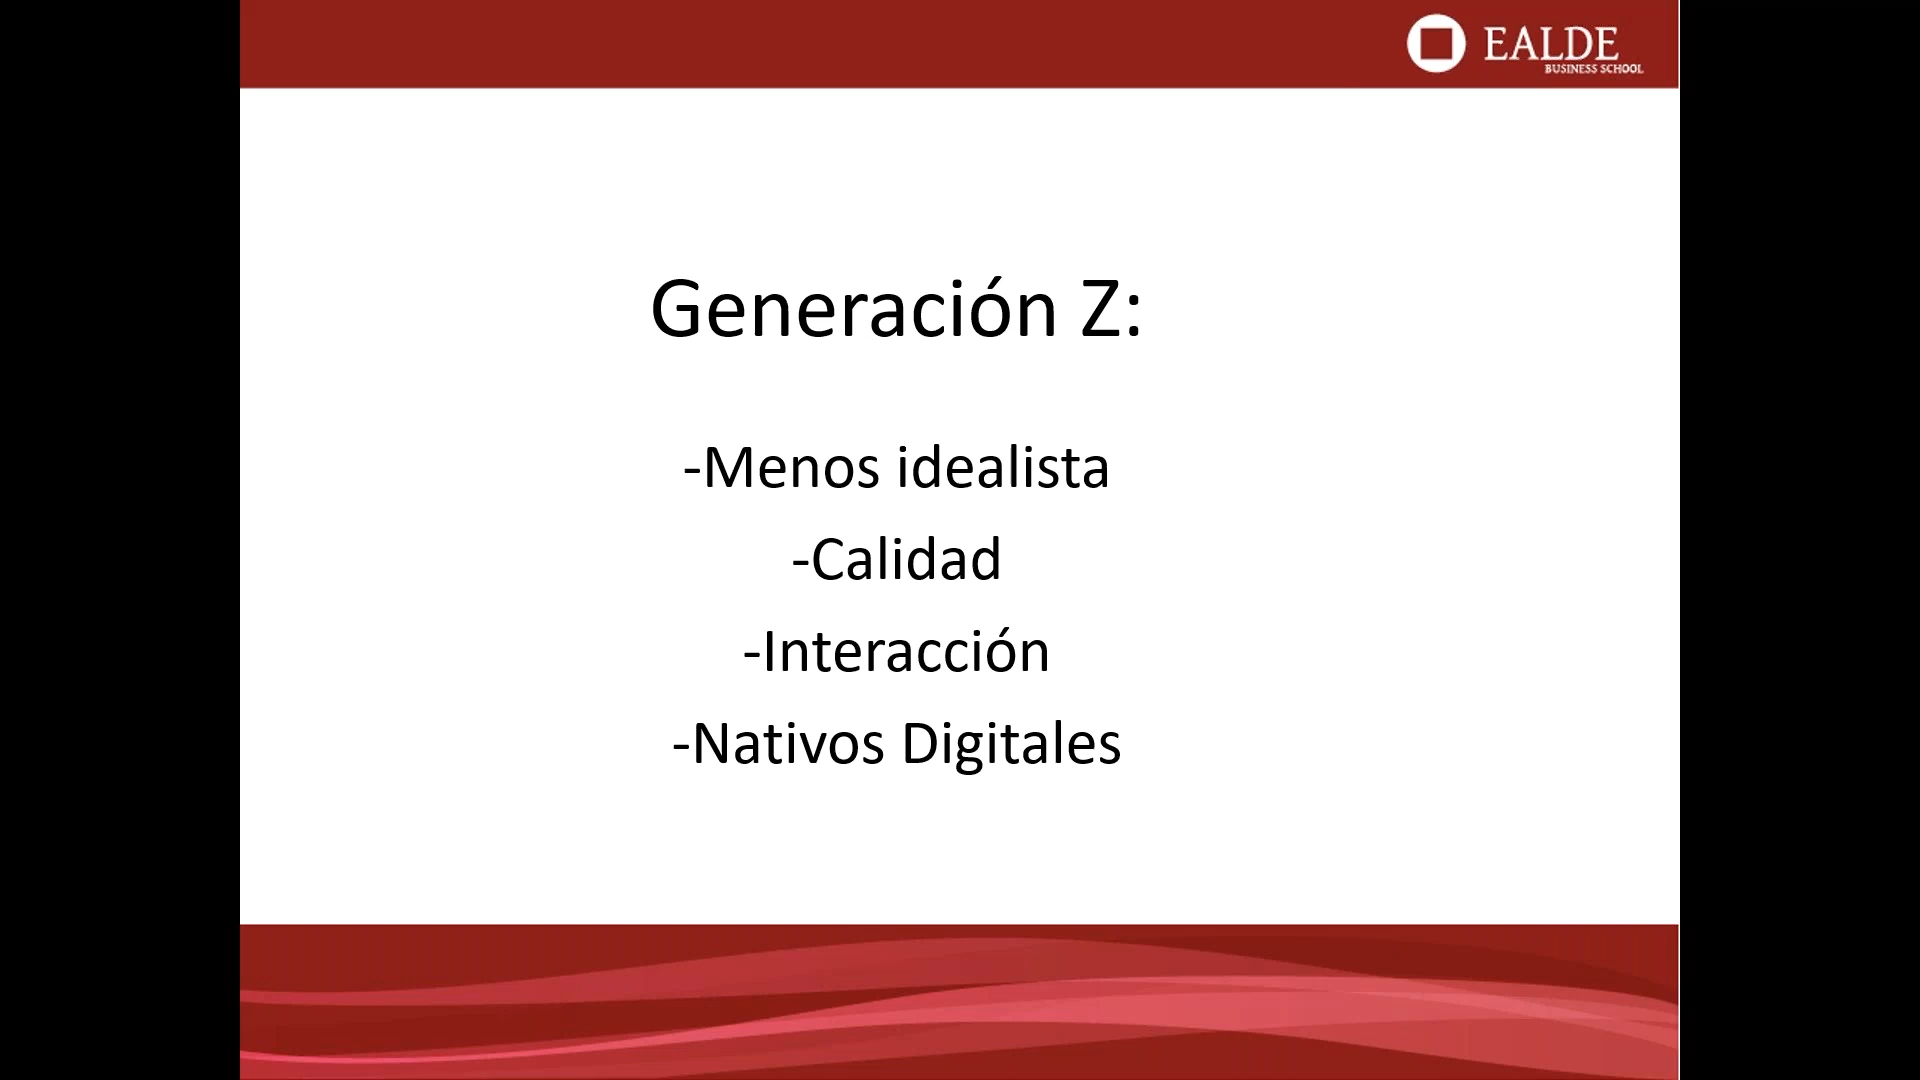 EALDE
BUSINESS SCHOOL
Generación Z:
-Menos idealista
-Calidad
-Interacción
-Nativos Digitales